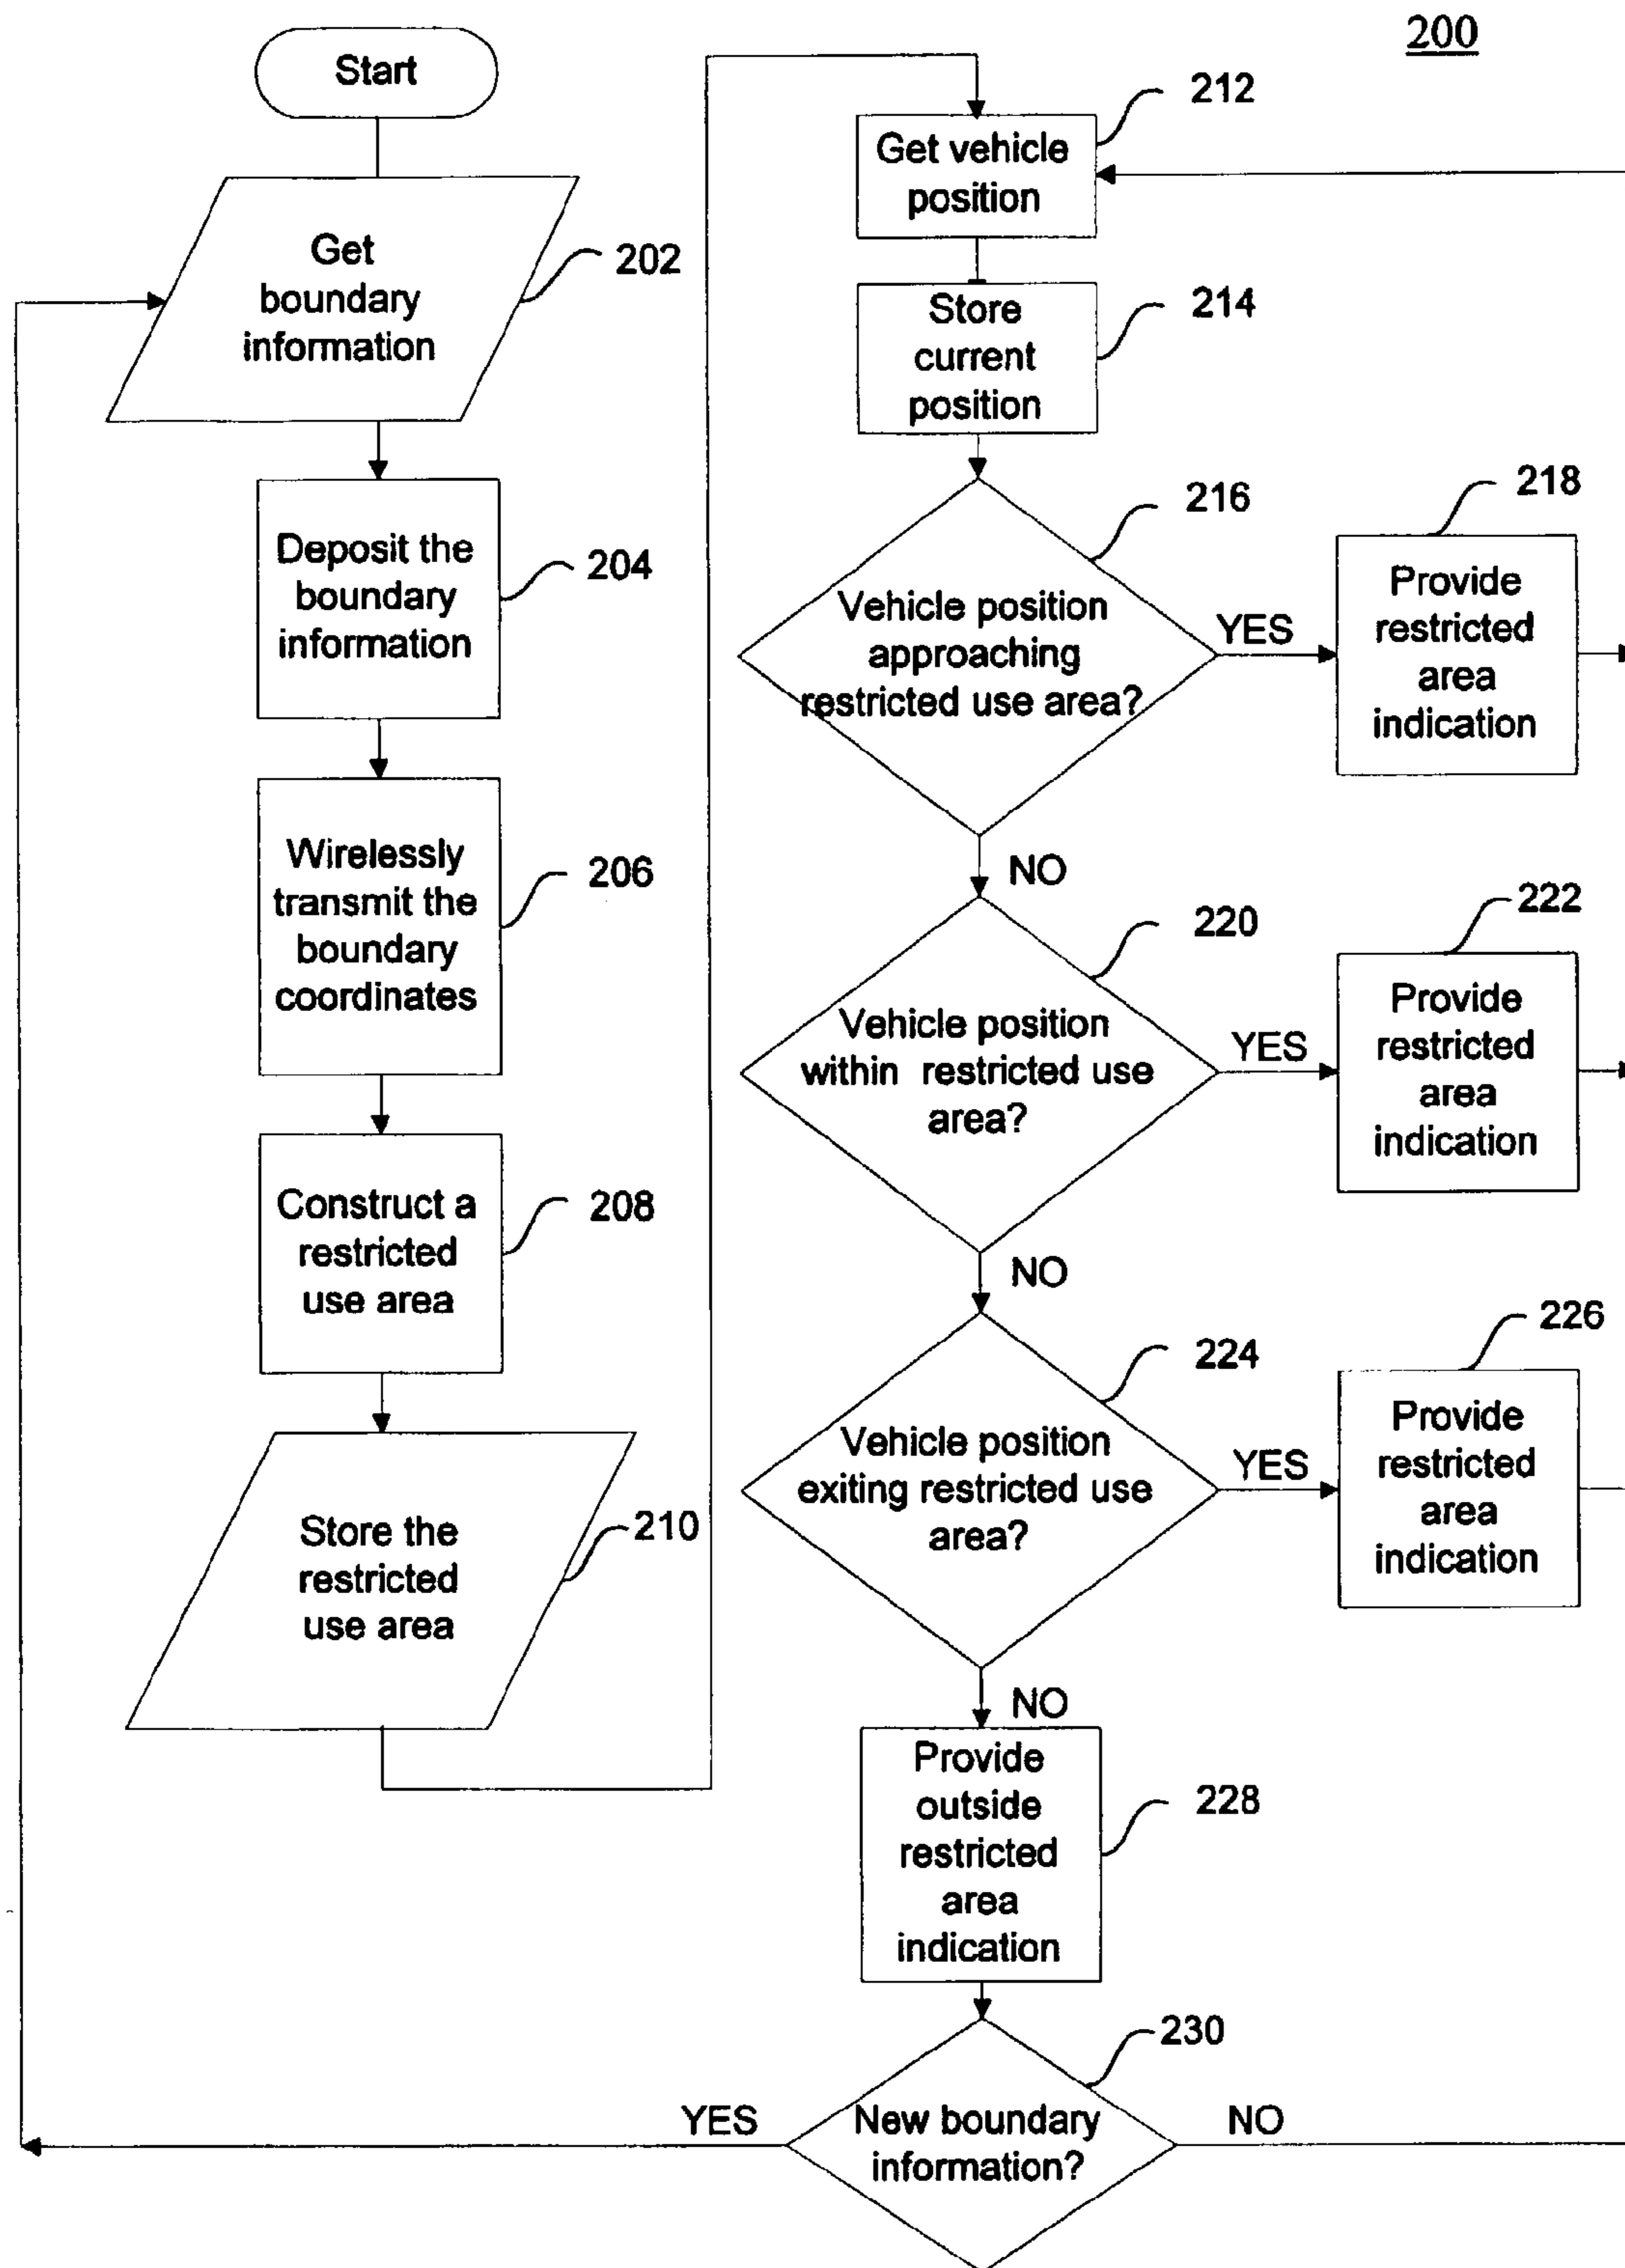 200
Start
Get
boundary
information
202
Deposit the
boundary
information
204
Wirelessly
transmit the
boundary
coordinates
206
Construct a
restricted
use area
208
Store the
restricted
use area
210
Get vehicle
position
212
Store
current
position
214
Vehicle position
approaching
restricted use area?
216
YES
Provide
restricted
area
indication
218
NO
Vehicle position
within restricted use
area?
220
YES
Provide
restricted
area
indication
222
NO
Vehicle position
exiting restricted use
area?
224
YES
Provide
restricted
area
indication
226
NO
Provide
outside
restricted
area
indication
228
New boundary
information?
230
YES
NO